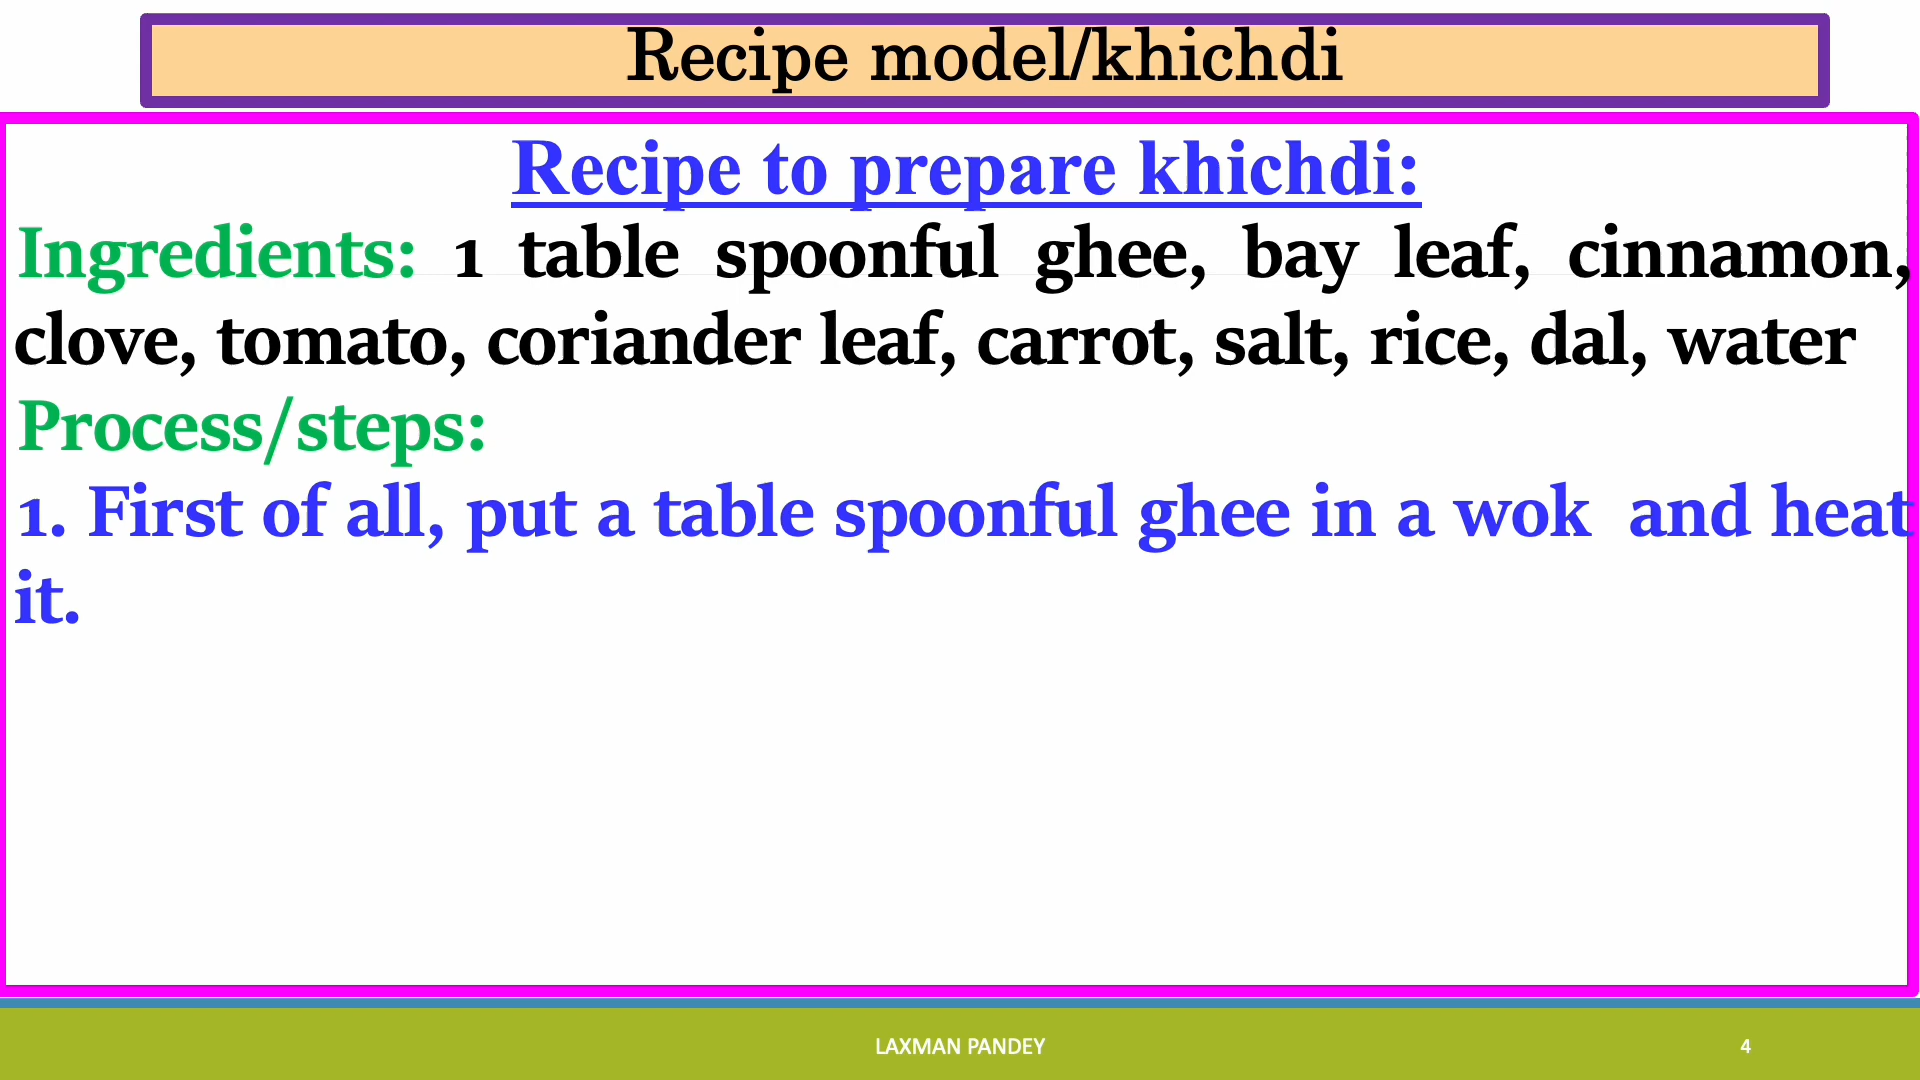 Recipe model/khichdi
Recipe to prepare khichdi:
Ingredients: 1 table spoonful ghee, bay leaf, cinnamon,
clove, tomato, coriander leaf, carrot, salt, rice, dal, water
Process/steps:
1. First of all, put a table spoonful ghee in a wok  and heat
it.
LAXMAN PANDEY
4